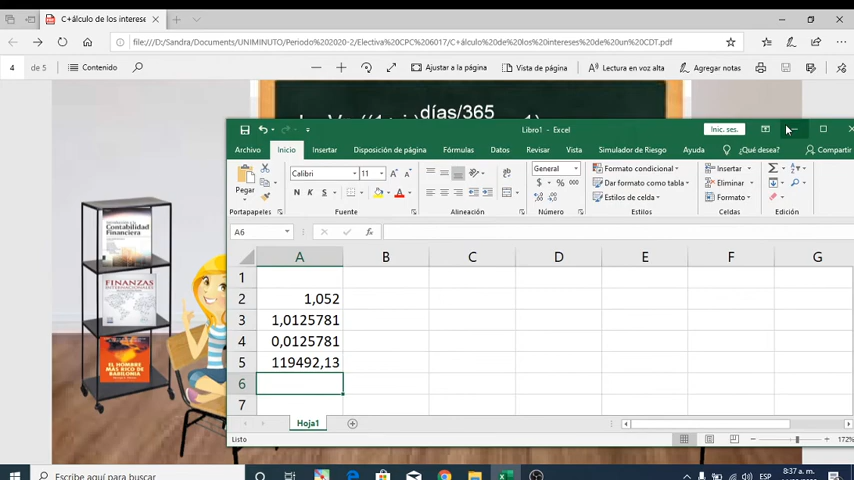 C+álculo de los interese
file:///D:/Sandra/Documents/UNIMINUTO/Periodo%202020-2/Electiva%20CPC%206017/C+álculo%20de%20los%20intereses%20de%20un%20CDT.pdf
4 de 5 Contenido Ajustar a la página Vista de página Lectura en voz alta Agregar notas
días/365
Libro1 - Excel Inic. ses.
Archivo Inicio Insertar Disposición de página Fórmulas Datos Revisar Vista Simulador de Riesgo Ayuda ¿Qué desea? Compartir
Pegar Calibri 11 General Formato condicional Insertar
N K S $ % 000 Dar formato como tabla Eliminar
Estilos de celda Formato
Portapapeles Fuente Alineación Número Estilos Celdas Edición
A6 fx
A B C D E F G
1
2 1,052
3 1,0125781
4 0,0125781
5 119492,13
6
7
Hoja1
Listo 172%
Contabilidad
Financiera
FINANZAS
INTERNACIONALES
EL HOMBRE
MÁS RICO DE
BABILONIA
Escribe aquí para buscar ESP 8:37 a. m.